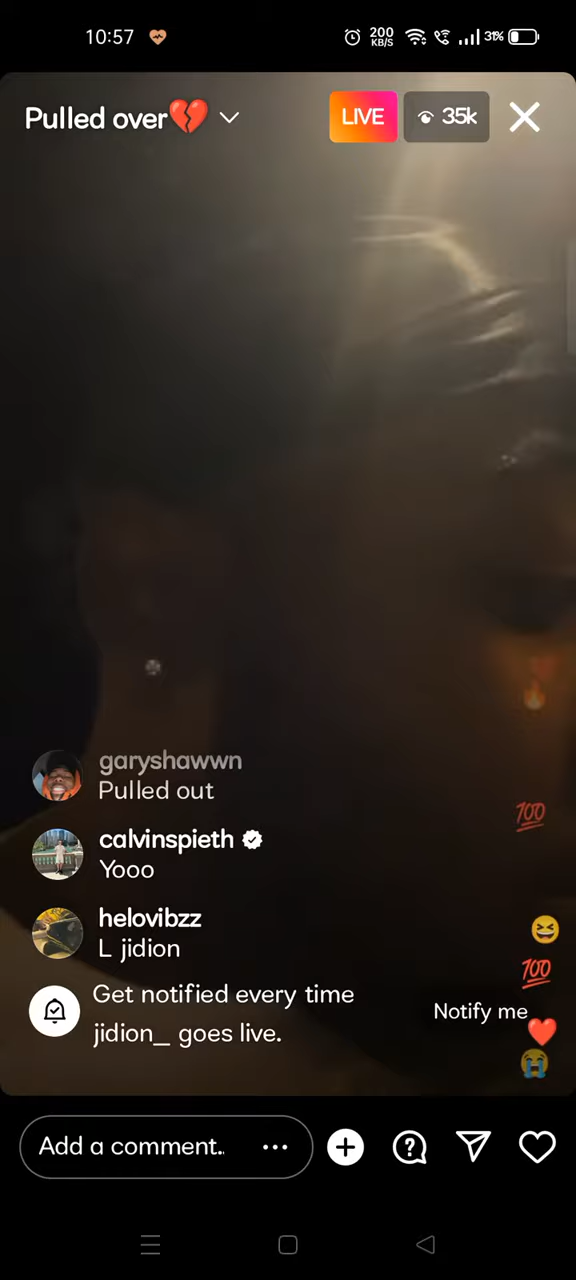 10:57
200 KB/S
31%
Pulled over💔
LIVE
35k
garyshawwn
Pulled out
calvinspieth
Yooo
helovibzz
L jidion
Get notified every time
jidion_ goes live.
Notify me
Add a comment..